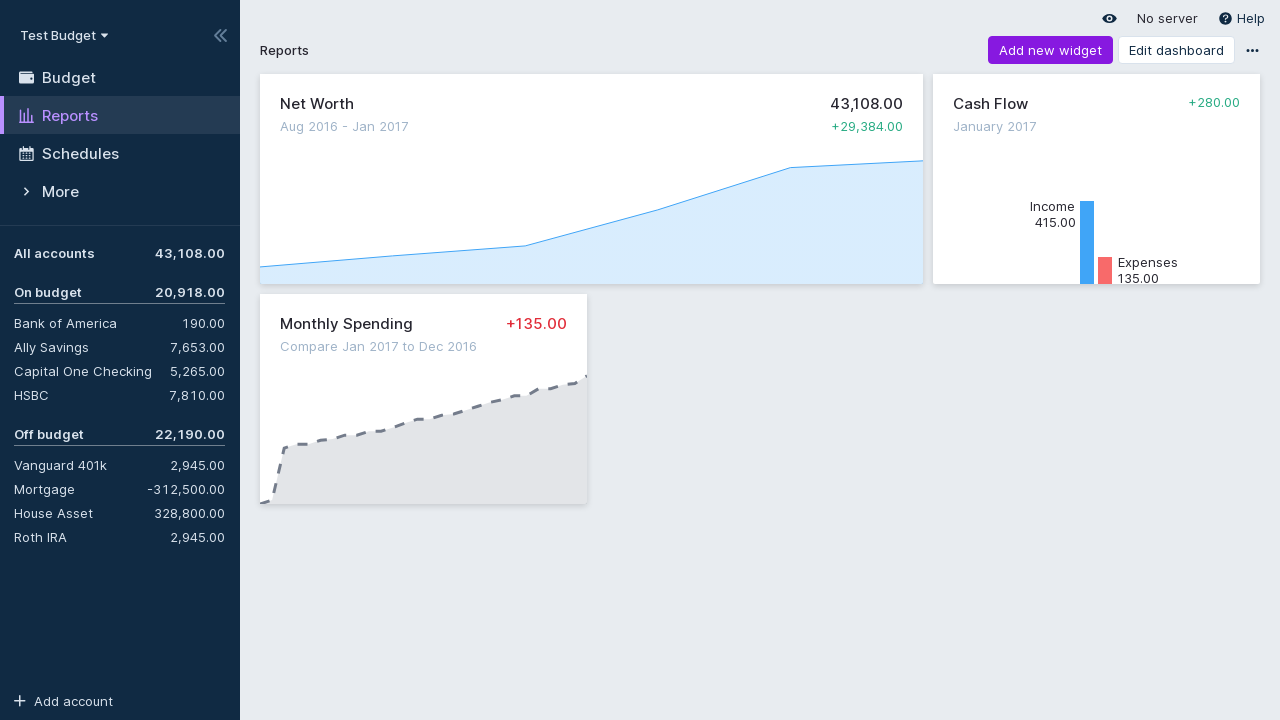 Test Budget
Budget
Reports
Schedules
More
All accounts 43,108.00
On budget 20,918.00
Bank of America 190.00
Ally Savings 7,653.00
Capital One Checking 5,265.00
HSBC 7,810.00
Off budget 22,190.00
Vanguard 401k 2,945.00
Mortgage -312,500.00
House Asset 328,800.00
Roth IRA 2,945.00
Add account
No server Help
Reports Add new widget Edit dashboard
Net Worth 43,108.00
Aug 2016 - Jan 2017 +29,384.00
Cash Flow +280.00
January 2017
Income
415.00
Expenses
135.00
Monthly Spending +135.00
Compare Jan 2017 to Dec 2016